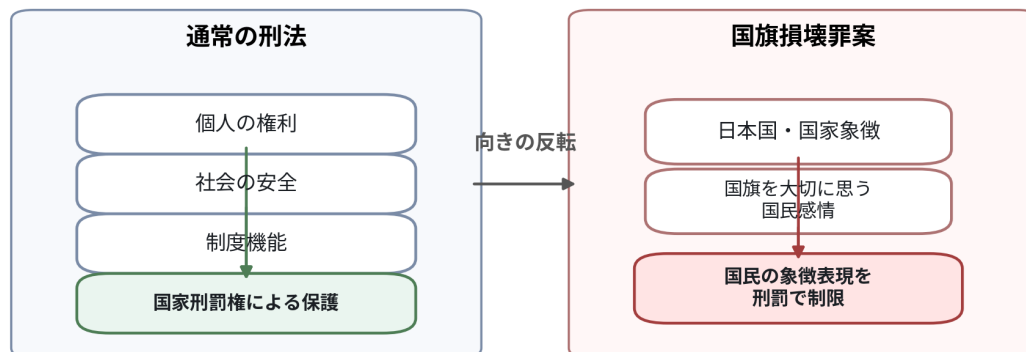 通常の刑法
個人の権利
社会の安全
制度機能
国家刑罰権による保護
向きの反転
国旗損壊罪案
日本国・国家象徴
国旗を大切に思う
国民感情
国民の象徴表現を
刑罰で制限